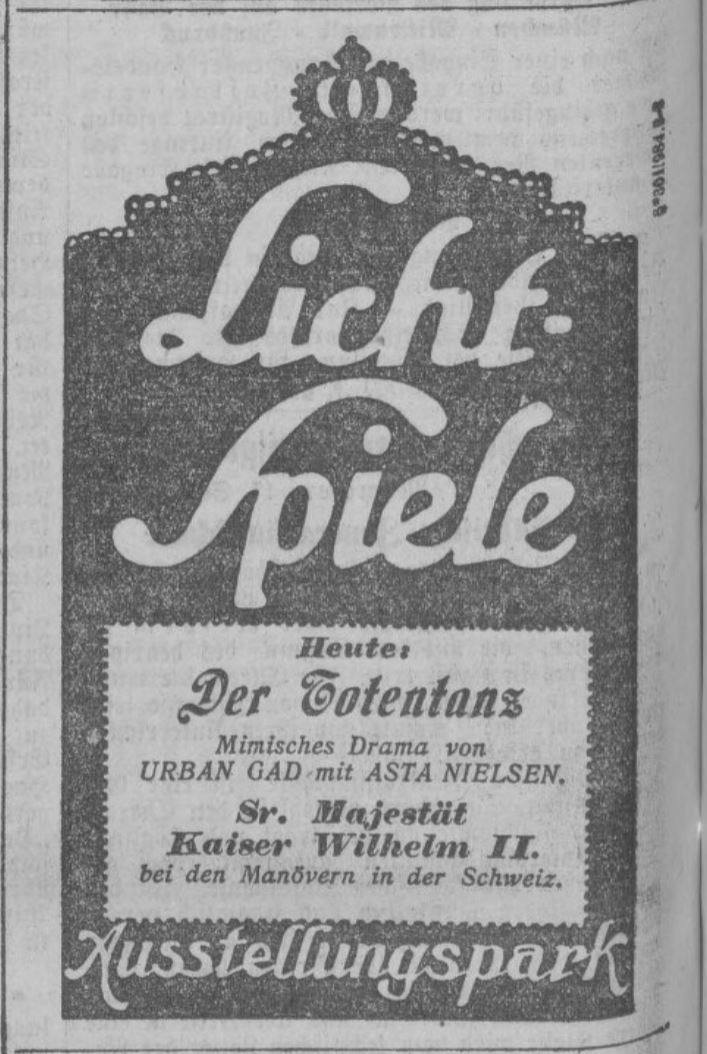 Licht-
Spiele
Heute:
Der Totentanz
Mimisches Drama von
URBAN GAD mit ASTA NIELSEN.
Sr. Majestät
Kaiser Wilhelm II.
bei den Manövern in der Schweiz.
Ausstellungspark